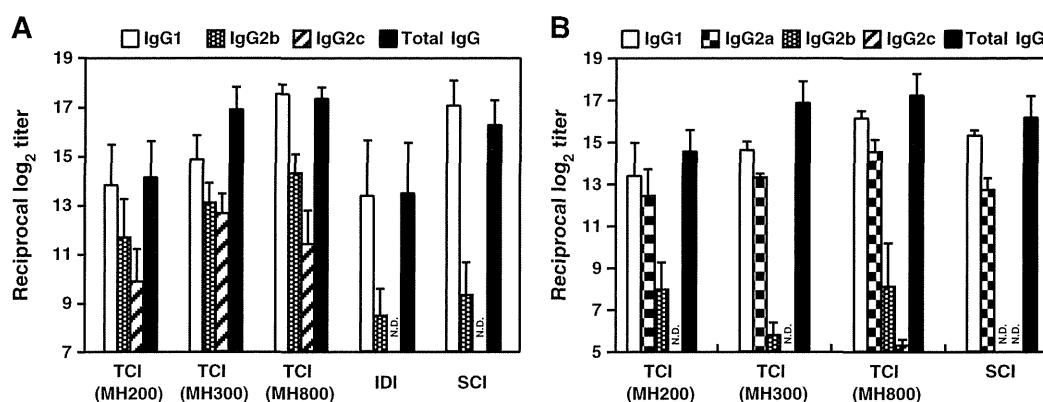 A
IgG1 IgG2b IgG2c Total IgG
Reciprocal log2 titer
19
17
15
13
11
9
7
N.D.
N.D.
TCI (MH200)
TCI (MH300)
TCI (MH800)
IDI
SCI
B
IgG1 IgG2a IgG2b IgG2c Total IgG
Reciprocal log2 titer
19
17
15
13
11
9
7
5
N.D.
N.D.
N.D.
N.D.
TCI (MH200)
TCI (MH300)
TCI (MH800)
SCI